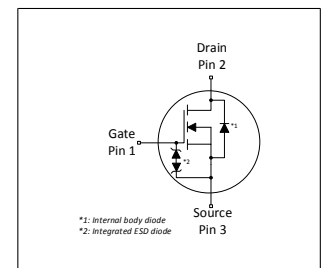 Drain
Pin 2
*1
Gate
Pin 1
*2
*1: Internal body diode
*2: Integrated ESD diode
Source
Pin 3